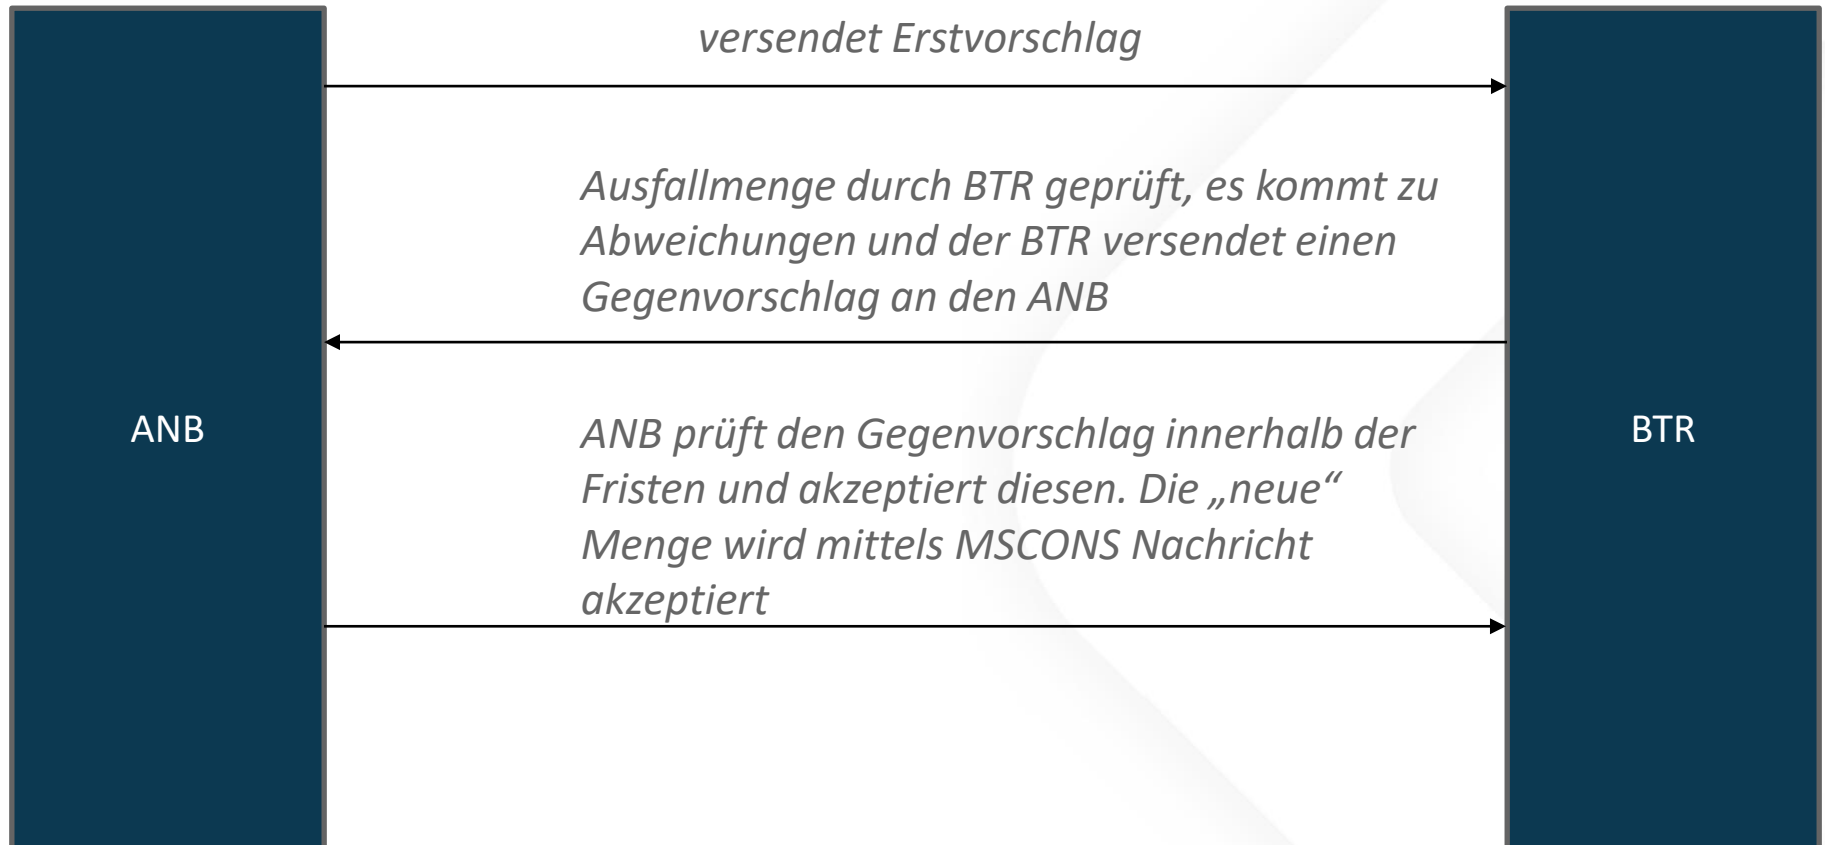 versendet Erstvorschlag
Ausfallmenge durch BTR geprüft, es kommt zu
Abweichungen und der BTR versendet einen
Gegenvorschlag an den ANB
ANB
ANB prüft den Gegenvorschlag innerhalb der
Fristen und akzeptiert diesen. Die „neue“
Menge wird mittels MSCONS Nachricht
akzeptiert
BTR